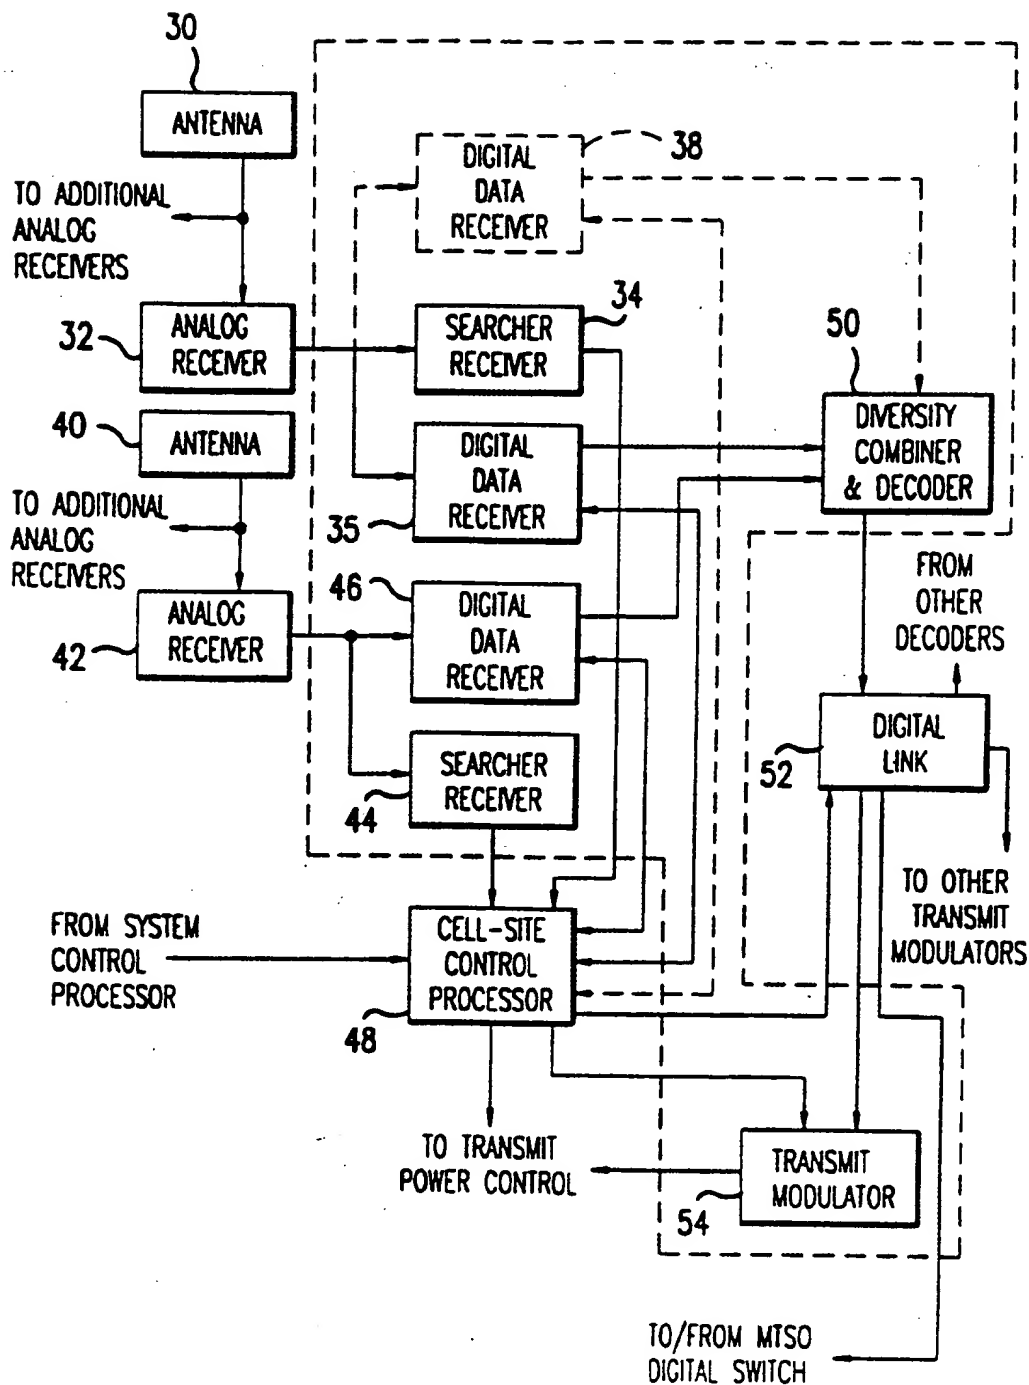 30
ANTENNA
TO ADDITIONAL
ANALOG
RECEIVERS
32
ANALOG
RECEIVER
40
ANTENNA
TO ADDITIONAL
ANALOG
RECEIVERS
42
ANALOG
RECEIVER
38
DIGITAL
DATA
RECEIVER
34
SEARCHER
RECEIVER
35
DIGITAL
DATA
RECEIVER
46
DIGITAL
DATA
RECEIVER
44
SEARCHER
RECEIVER
50
DIVERSITY
COMBINER
& DECODER
FROM
OTHER
DECODERS
52
DIGITAL
LINK
TO OTHER
TRANSMIT
MODULATORS
FROM SYSTEM
CONTROL
PROCESSOR
48
CELL-SITE
CONTROL
PROCESSOR
TO TRANSMIT
POWER CONTROL
54
TRANSMIT
MODULATOR
TO/FROM MTSO
DIGITAL SWITCH